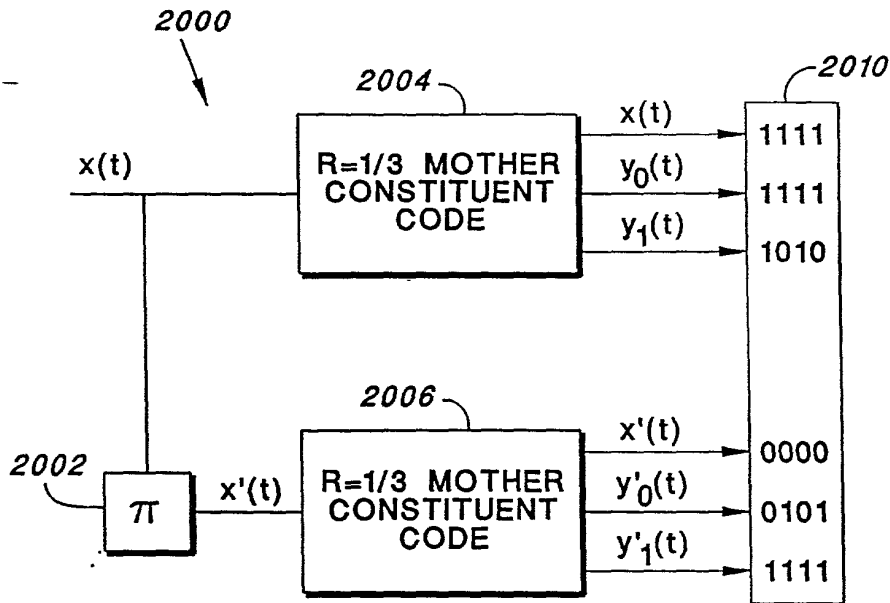 2000
2004
2010
x(t)
R=1/3 MOTHER
CONSTITUENT
CODE
x(t)
1111
y0(t)
1111
y1(t)
1010
2006
2002
π
x'(t)
R=1/3 MOTHER
CONSTITUENT
CODE
x'(t)
0000
y'0(t)
0101
y'1(t)
1111